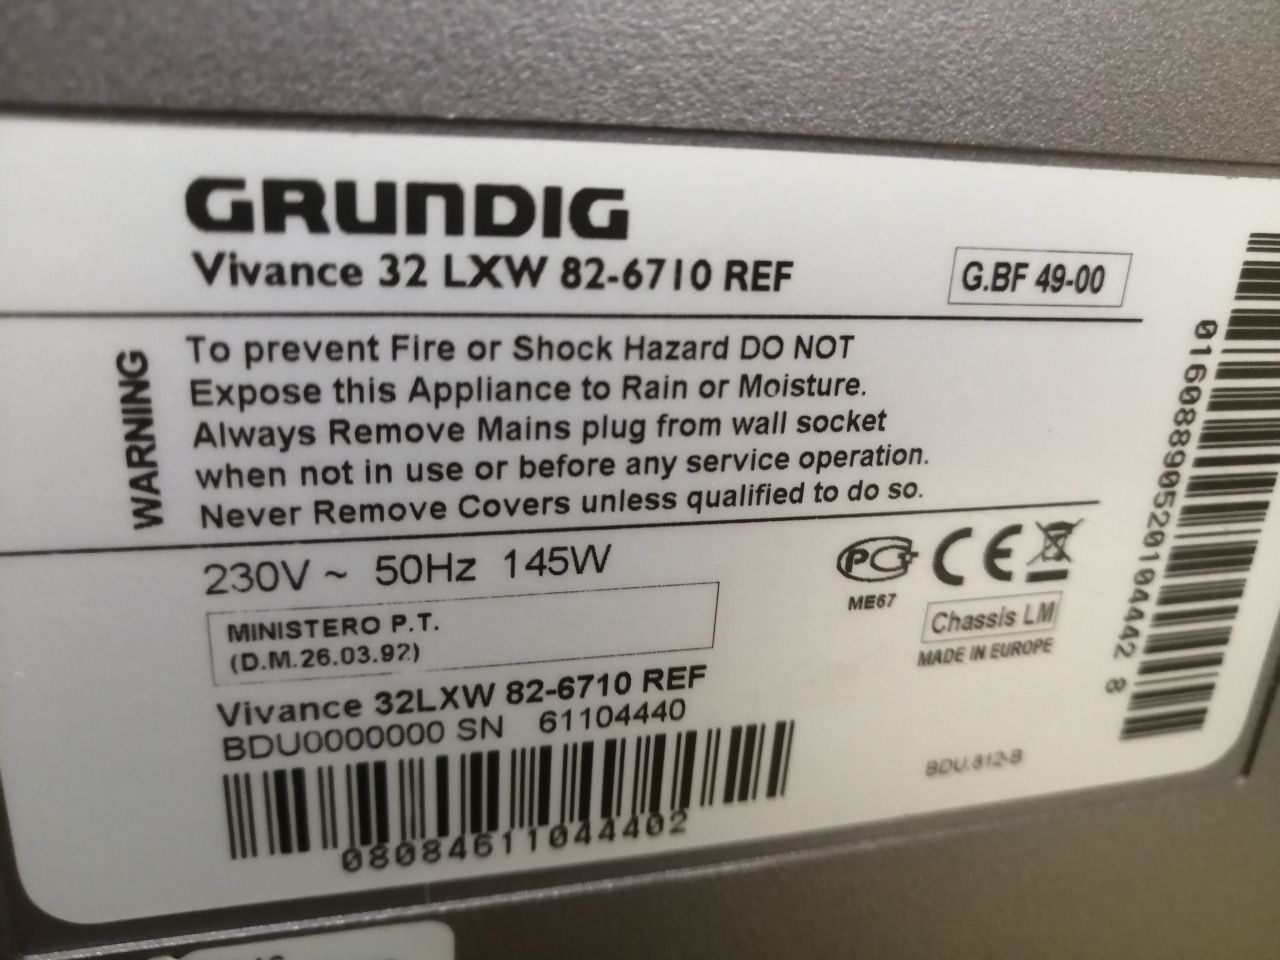 GRUNDIG
Vivance 32 LXW 82-6710 REF
G.BF 49-00
WARNING
To prevent Fire or Shock Hazard DO NOT
Expose this Appliance to Rain or Moisture.
Always Remove Mains plug from wall socket
when not in use or before any service operation.
Never Remove Covers unless qualified to do so.
230V ~ 50Hz 145W
MINISTERO P.T.
(D.M.26.03.92)
PCT
ME67
CE
Chassis LM
MADE IN EUROPE
Vivance 32LXW 82-6710 REF
BDU0000000 SN 61104440
08084611044402
BDU.812-B
01608890520104442 8